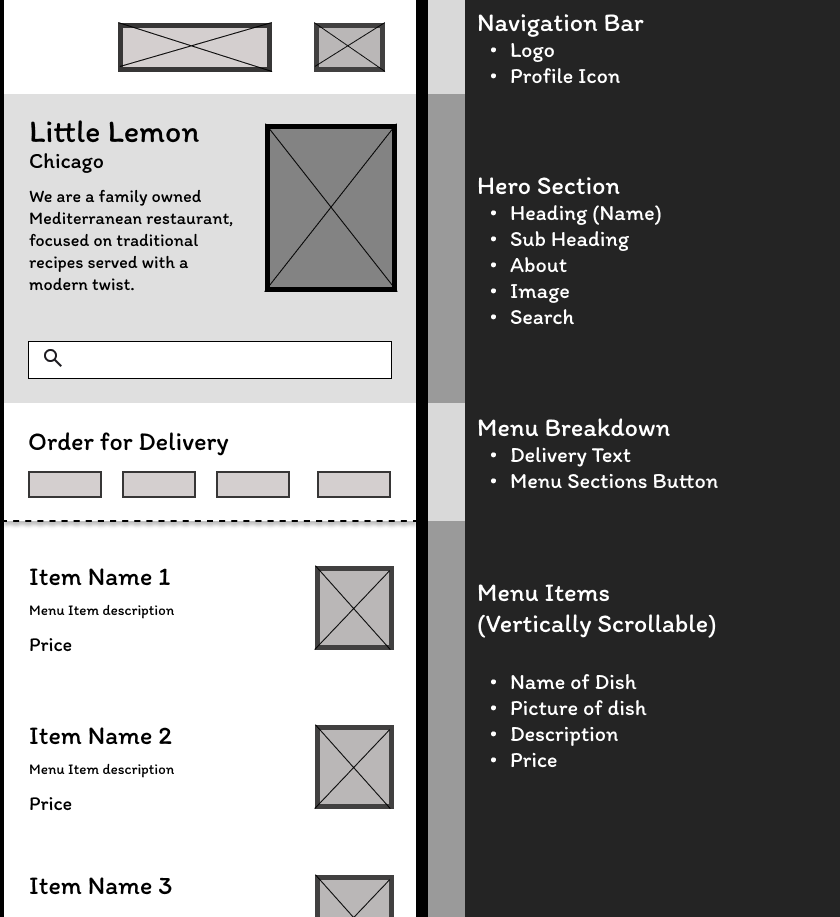 Little Lemon
Chicago
We are a family owned
Mediterranean restaurant,
focused on traditional
recipes served with a
modern twist.
Order for Delivery
Item Name 1
Menu Item description
Price
Item Name 2
Menu Item description
Price
Item Name 3
Navigation Bar
• Logo
• Profile Icon
Hero Section
• Heading (Name)
• Sub Heading
• About
• Image
• Search
Menu Breakdown
• Delivery Text
• Menu Sections Button
Menu Items
(Vertically Scrollable)
• Name of Dish
• Picture of dish
• Description
• Price